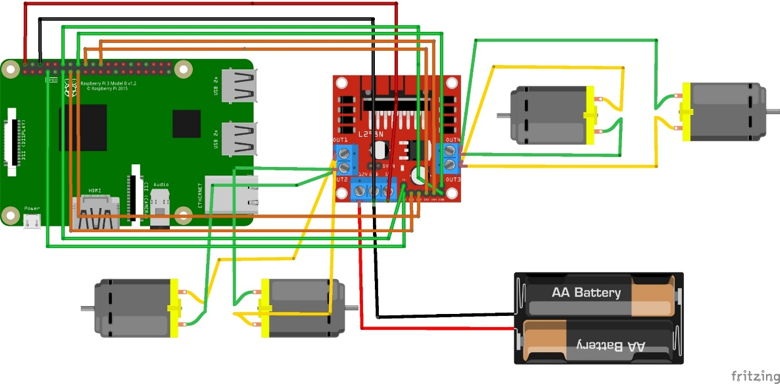 Raspberry Pi 3 Model B v1.2
© Raspberry Pi 2015
USB 2x
USB 2x
ETHERNET
Power
HDMI
Audio
L298N
OUT1
OUT2
OUT4
OUT3
AA Battery
AA Battery
fritzing